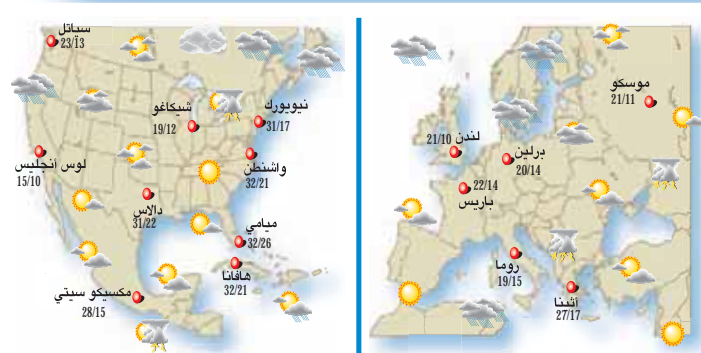 سياتل
23/13
شيكاغو
19/12
نيويورك
31/17
لوس أنجليس
15/10
واشنطن
32/21
دالاس
31/22
ميامي
32/26
هافانا
32/21
مكسيكو سيتي
28/15
موسكو
21/11
لندن 21/10
برلين
20/14
22/14
باريس
روما
19/15
أثينا
27/17